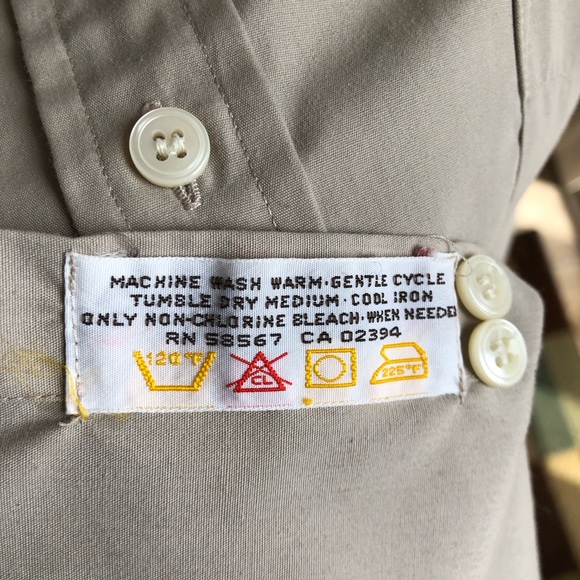 MACHINE WASH WARM·GENTLE CYCLE
TUMBLE DRY MEDIUM·COOL IRON
ONLY NON-CHLORINE BLEACH·WHEN NEEDED
RN 58567 CA 02394
120°F CL 225°F